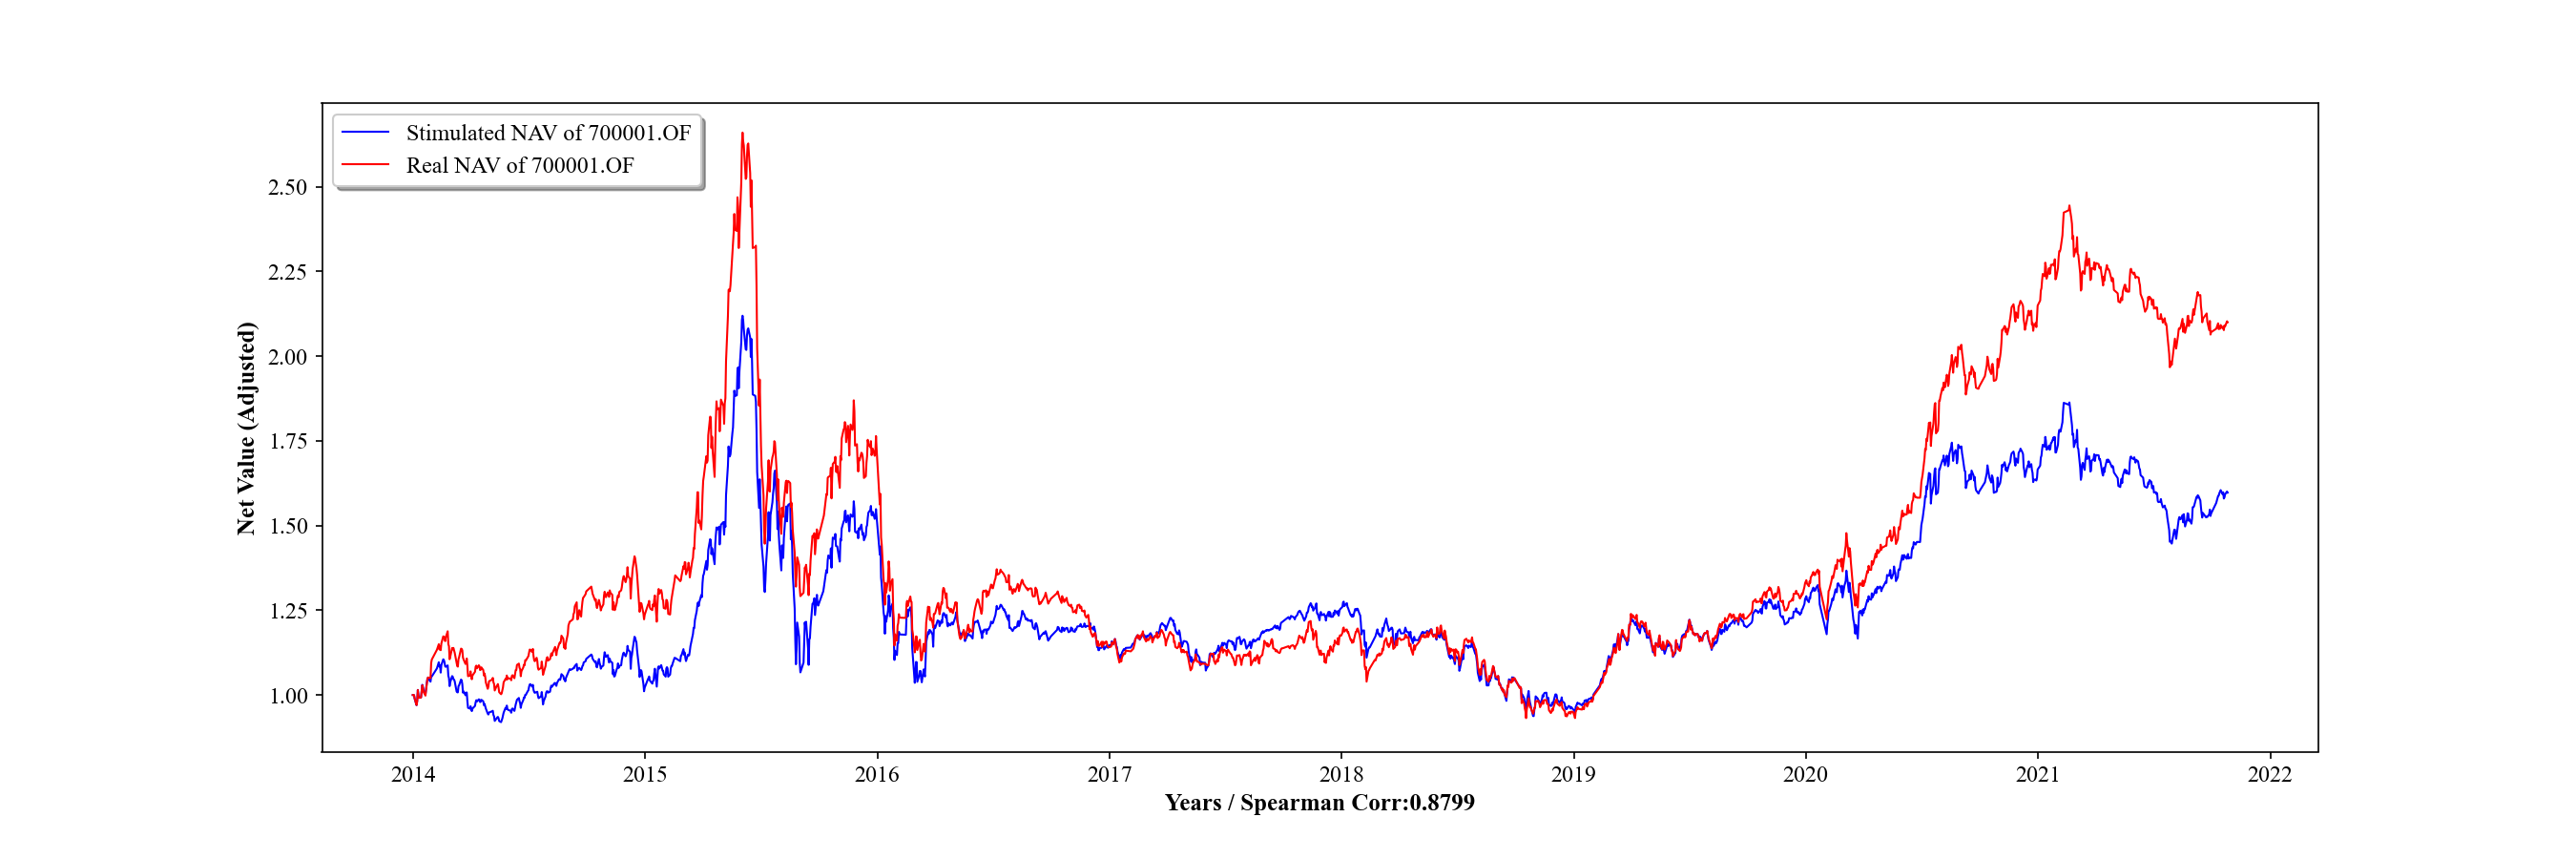 Stimulated NAV of 700001.OF
Real NAV of 700001.OF
Net Value (Adjusted)
2.50
2.25
2.00
1.75
1.50
1.25
1.00
2014 2015 2016 2017 2018 2019 2020 2021 2022
Years / Spearman Corr:0.8799